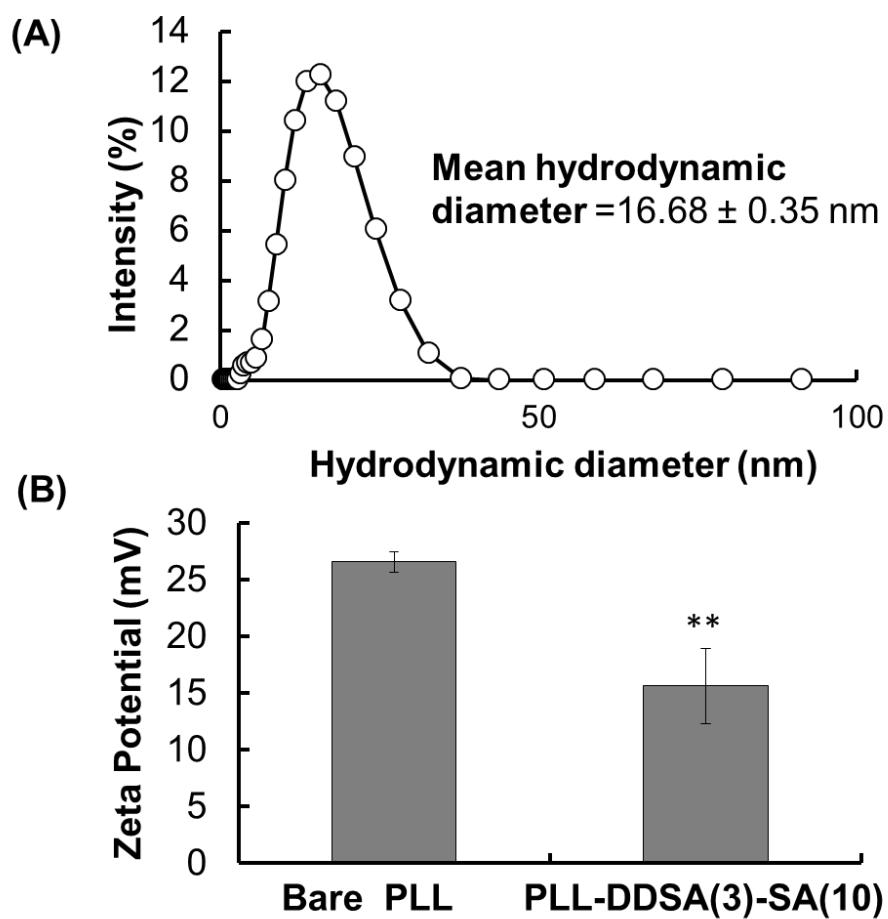 (A)
14
12
10
8
6
4
2
0
Intensity (%)
Mean hydrodynamic
diameter =16.68 ± 0.35 nm
0 50 100
Hydrodynamic diameter (nm)
(B)
30
25
20
15
10
5
0
Zeta Potential (mV)
**
Bare PLL PLL-DDSA(3)-SA(10)